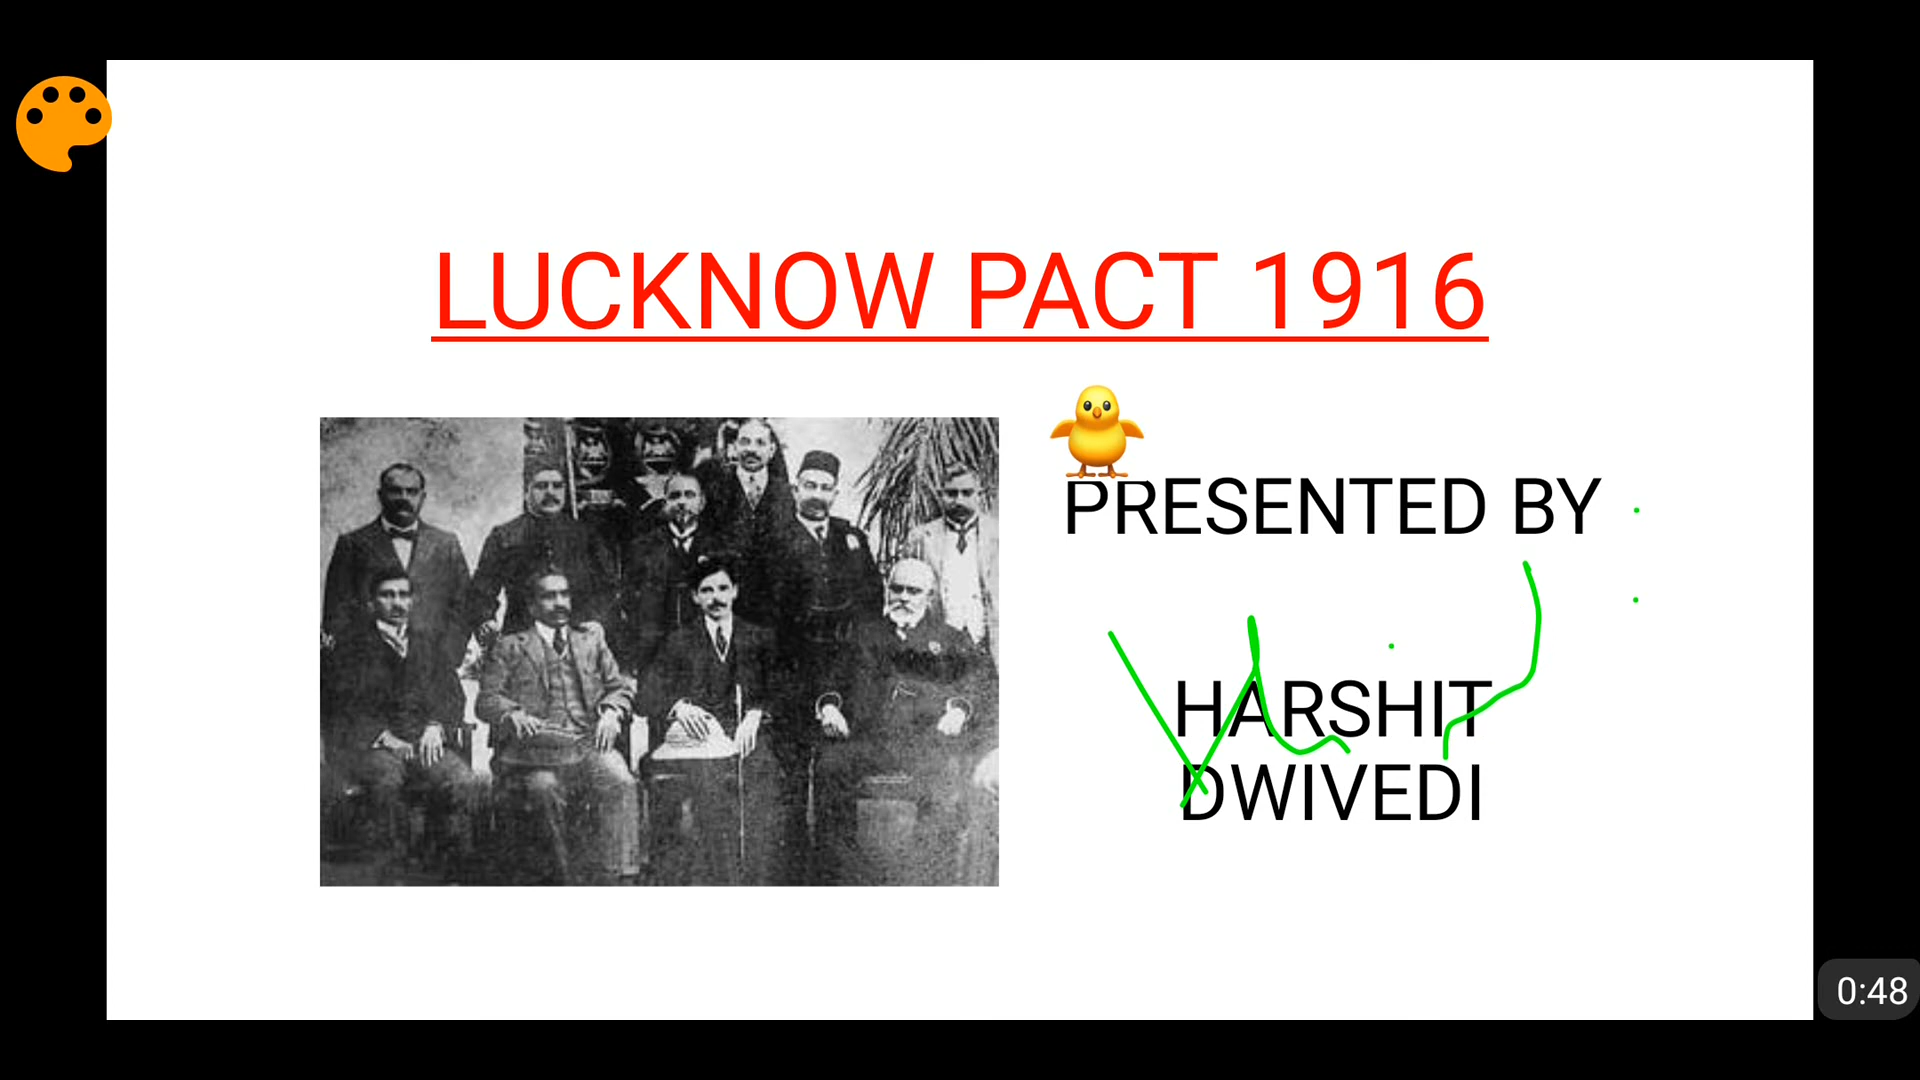 LUCKNOW PACT 1916
PRESENTED BY
HARSHIT
DWIVEDI
0:48